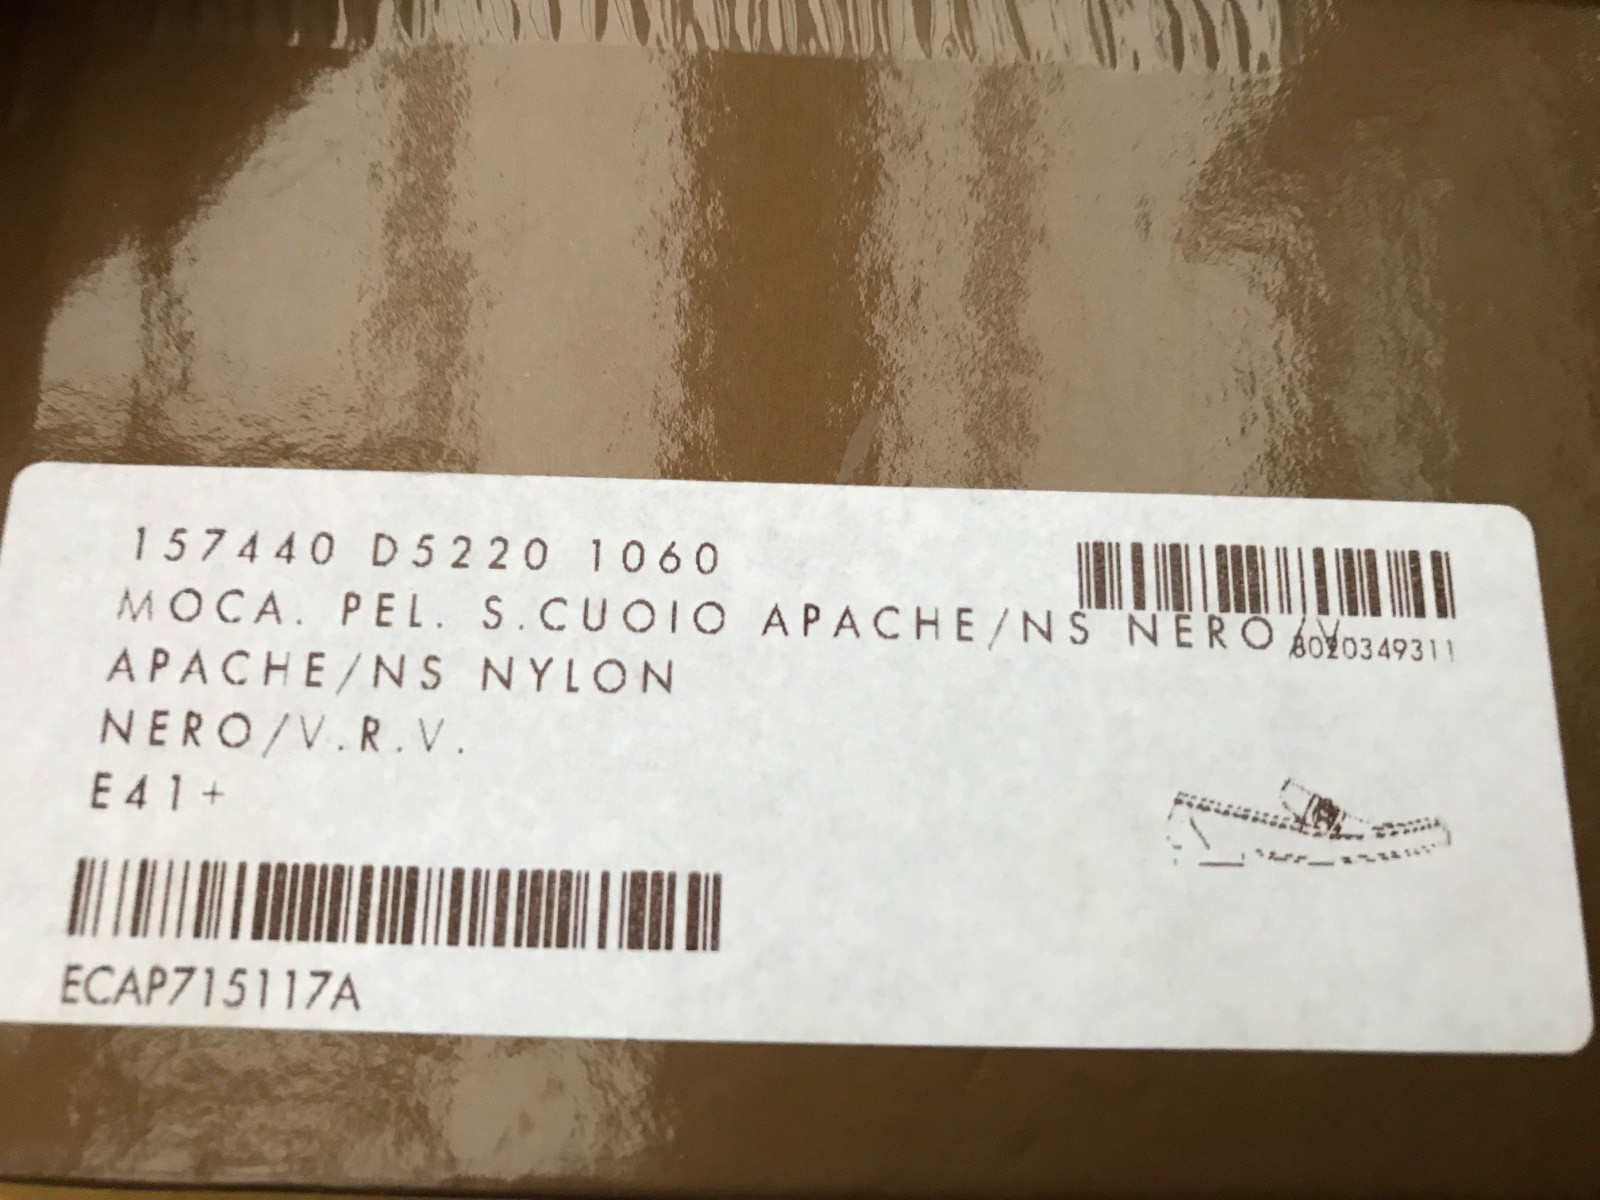 157440 D5220 1060
MOCA. PEL. S.CUOIO APACHE/NS NERO/V
8020349311
APACHE/NS NYLON
NERO/V.R.V.
E41+
ECAP715117A